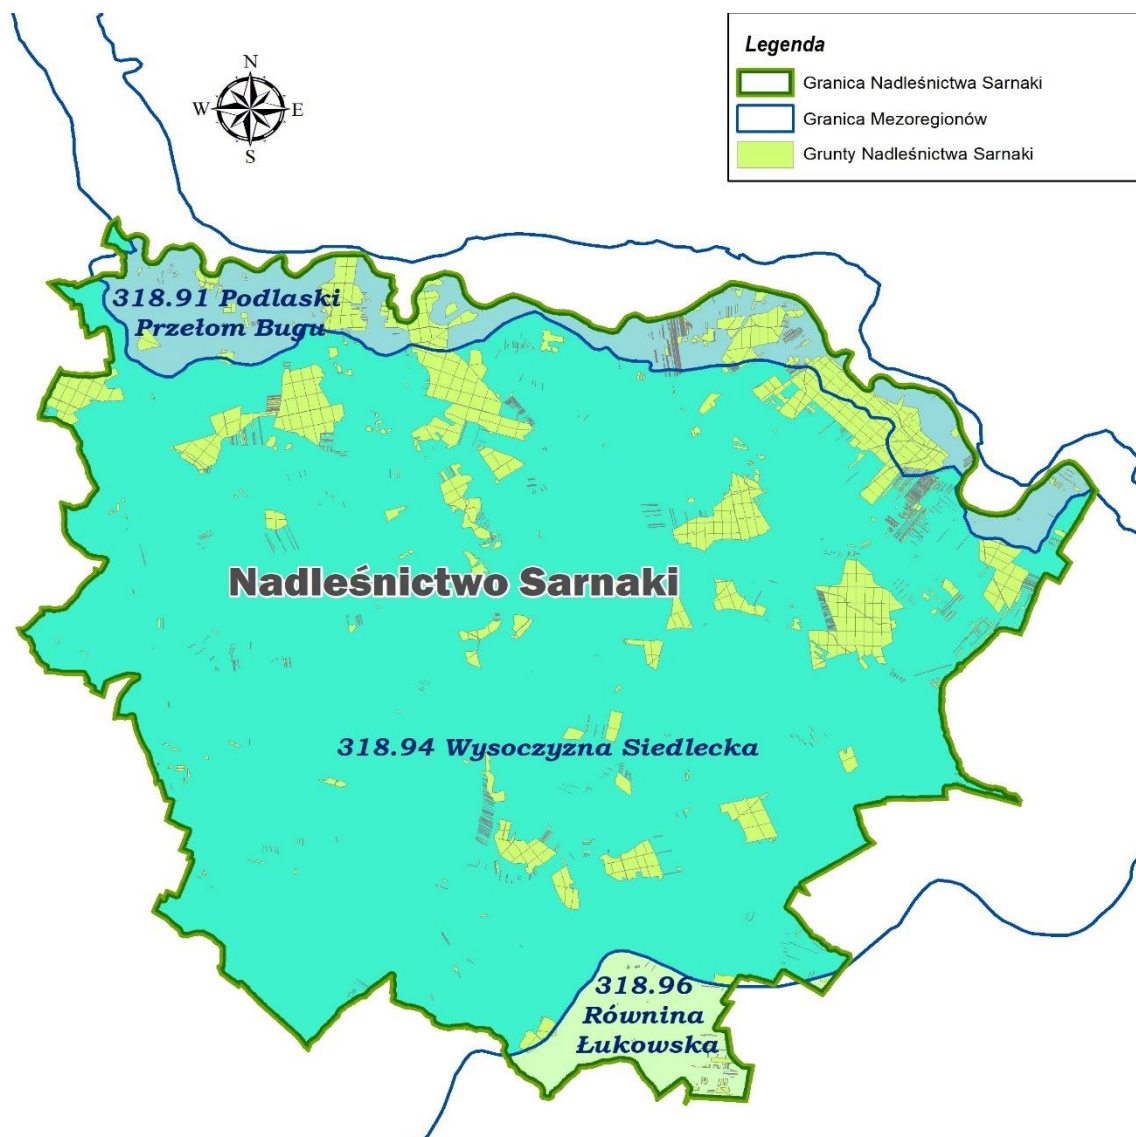 Legenda
Granica Nadleśnictwa Sarnaki
Granica Mezoregionów
Grunty Nadleśnictwa Sarnaki
N
W
E
S
318.91 Podlaski
Przełom Bugu
Nadleśnictwo Sarnaki
318.94 Wysoczyzna Siedlecka
318.96
Równina
Łukowska